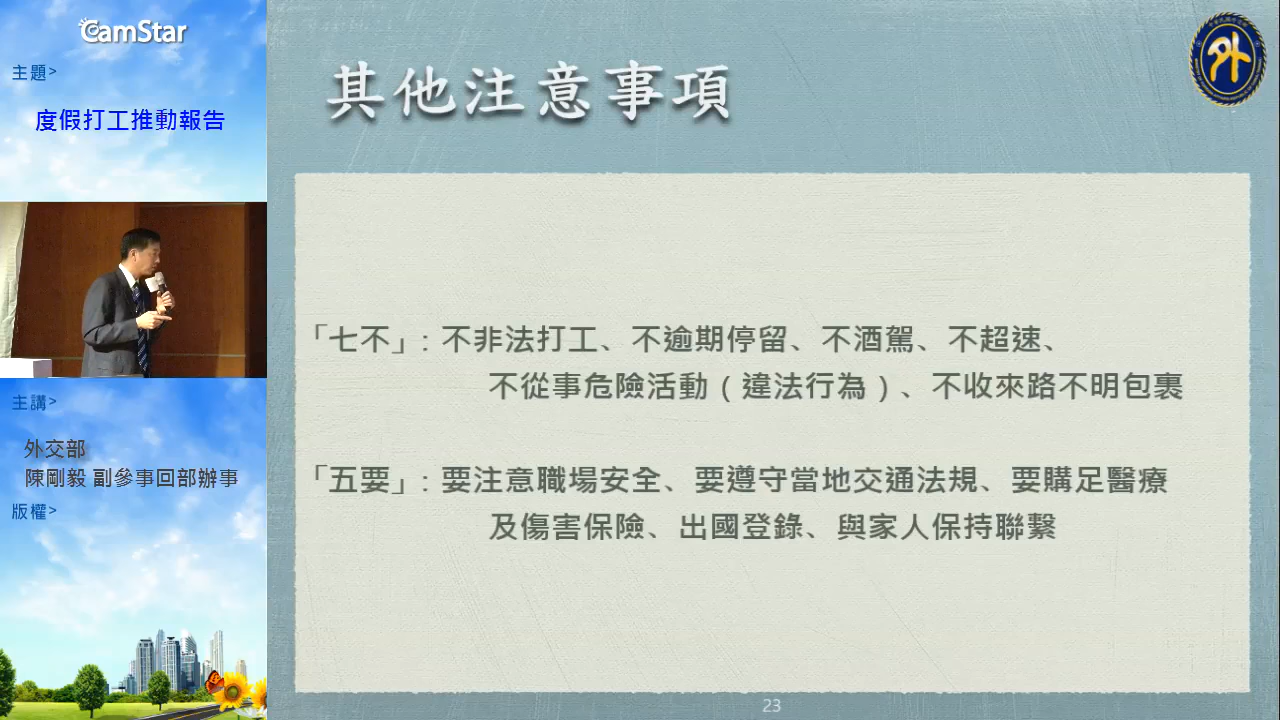 CamStar
主題>
度假打工推動報告
主講>
外交部
陳剛毅 副參事回部辦事
版權>
其他注意事項
外
「七不」: 不非法打工、不逾期停留、不酒駕、不超速、
不從事危險活動(違法行為)、不收來路不明包裹
「五要」: 要注意職場安全、要遵守當地交通法規、要購足醫療
及傷害保險、出國登錄、與家人保持聯繫
23